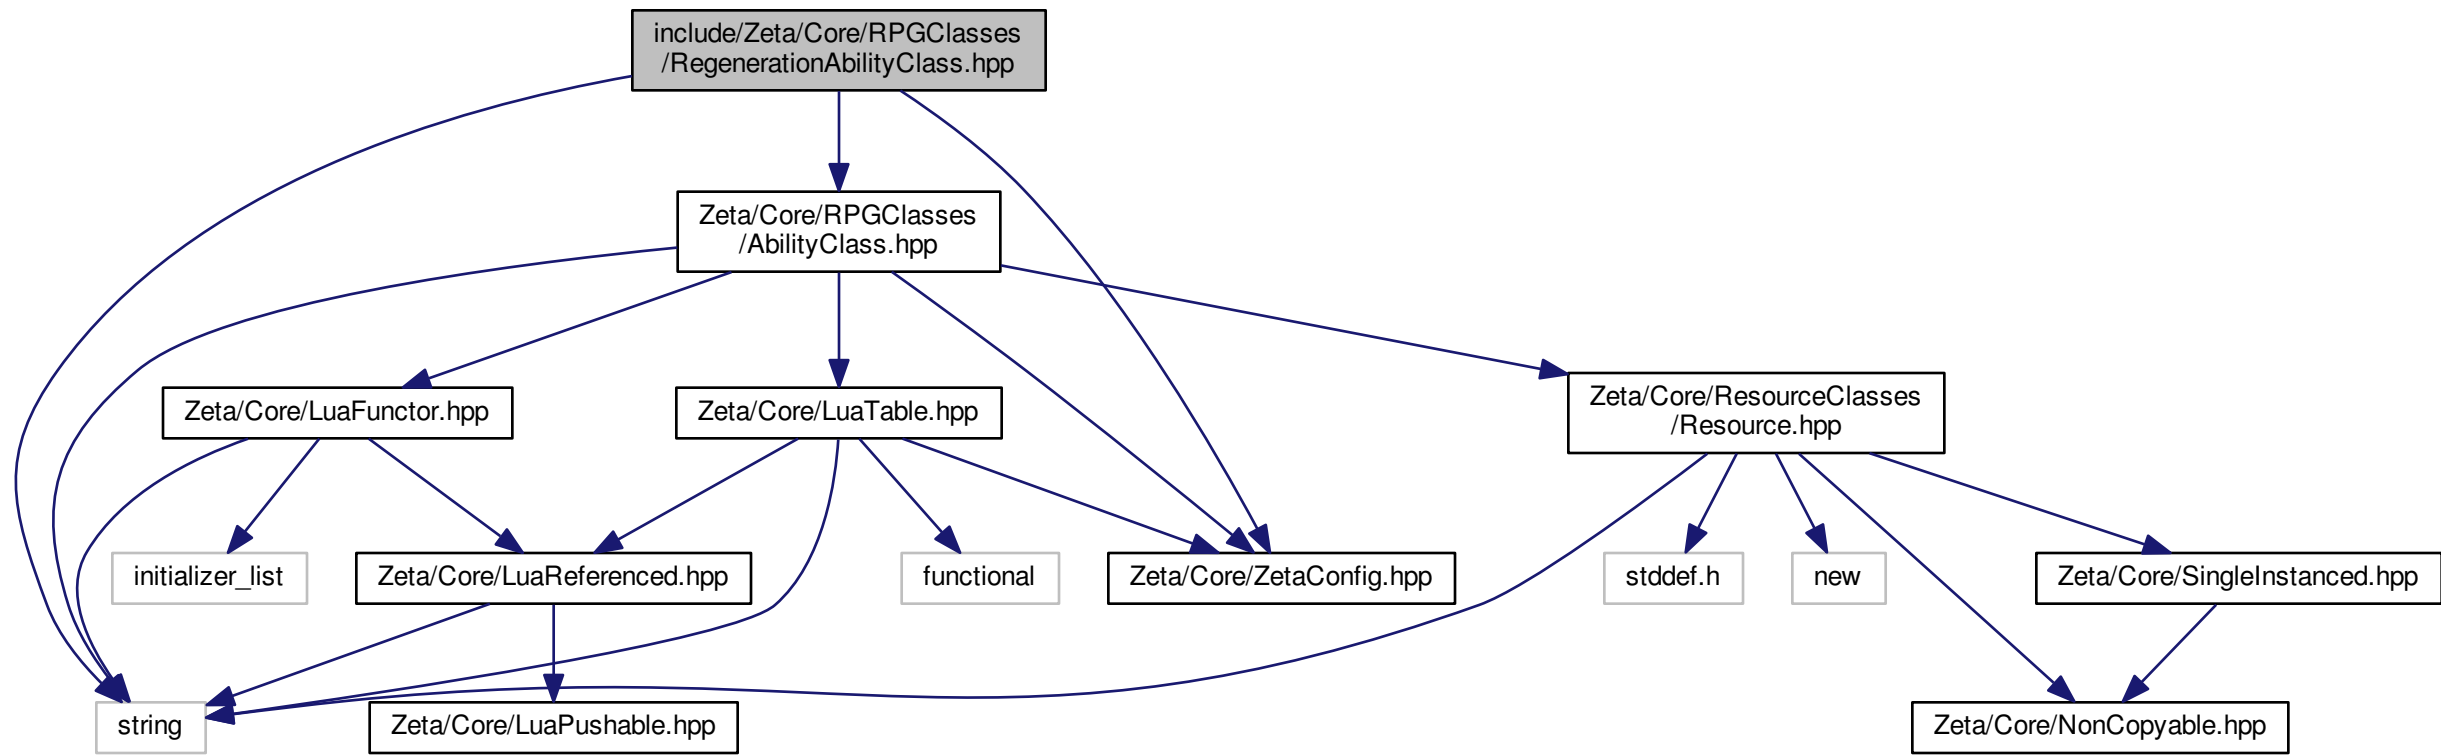 include/Zeta/Core/RPGClasses
/RegenerationAbilityClass.hpp
Zeta/Core/RPGClasses
/AbilityClass.hpp
Zeta/Core/LuaFunctor.hpp
Zeta/Core/LuaTable.hpp
Zeta/Core/ResourceClasses
/Resource.hpp
initializer_list
Zeta/Core/LuaReferenced.hpp
functional
Zeta/Core/ZetaConfig.hpp
stddef.h
new
Zeta/Core/SingleInstanced.hpp
string
Zeta/Core/LuaPushable.hpp
Zeta/Core/NonCopyable.hpp